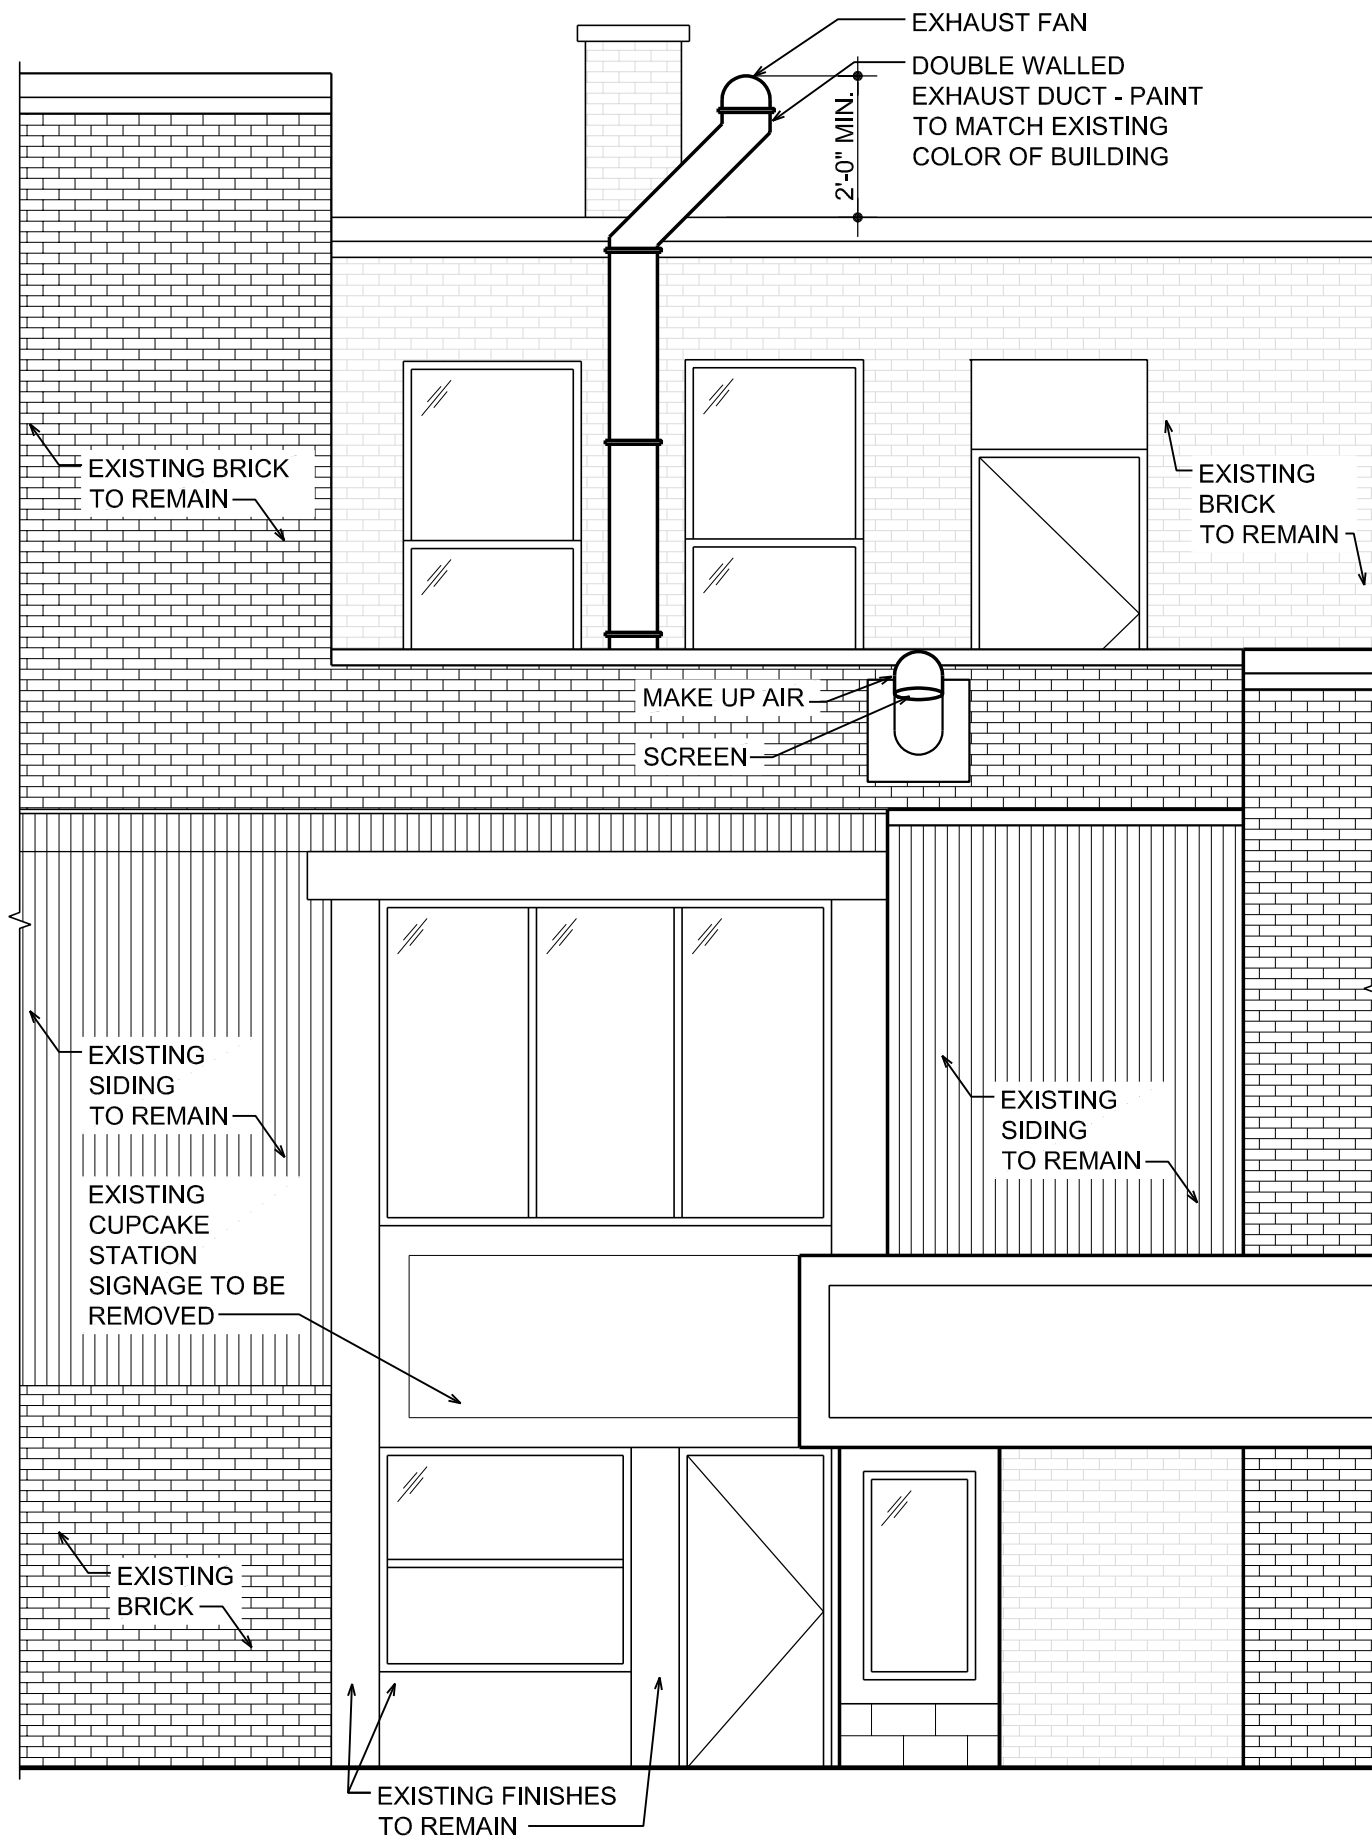 EXHAUST FAN
DOUBLE WALLED
EXHAUST DUCT - PAINT
TO MATCH EXISTING
COLOR OF BUILDING
2'-0" MIN.
EXISTING BRICK
TO REMAIN
EXISTING
BRICK
TO REMAIN
MAKE UP AIR
SCREEN
EXISTING
SIDING
TO REMAIN
EXISTING
SIDING
TO REMAIN
EXISTING
CUPCAKE
STATION
SIGNAGE TO BE
REMOVED
EXISTING
BRICK
EXISTING FINISHES
TO REMAIN